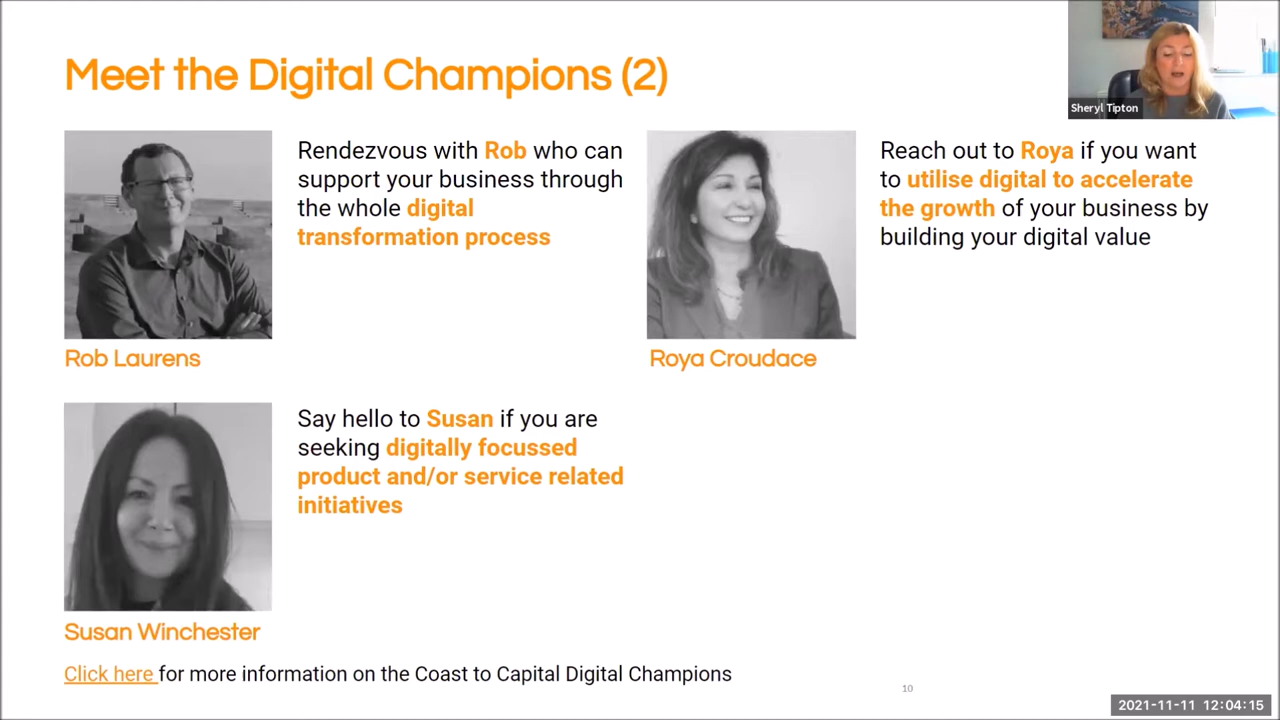 Meet the Digital Champions (2)
Sheryl Tipton
Rendezvous with Rob who can
support your business through
the whole digital
transformation process
Rob Laurens
Reach out to Roya if you want
to utilise digital to accelerate
the growth of your business by
building your digital value
Roya Croudace
Say hello to Susan if you are
seeking digitally focussed
product and/or service related
initiatives
Susan Winchester
Click here for more information on the Coast to Capital Digital Champions
10
2021-11-11 12:04:15